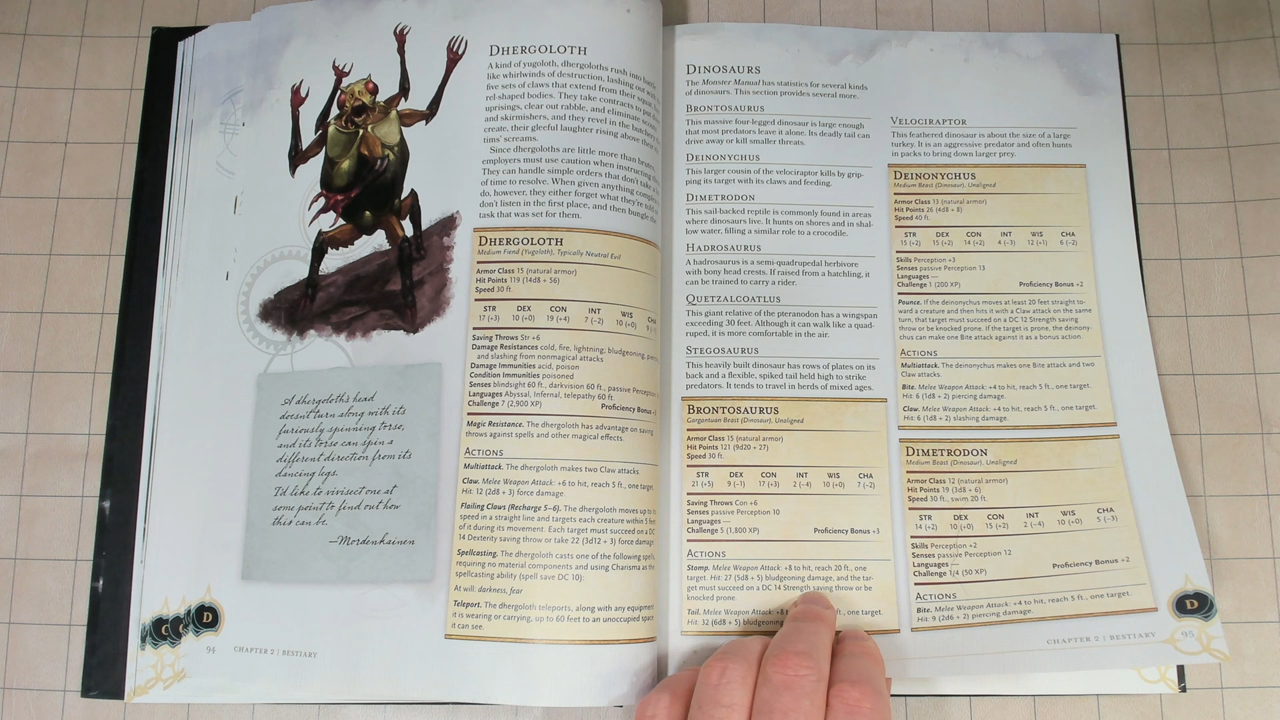 DHERGOLOTH
A kind of yugoloth, dhergoloths rush into
like whirlwinds of destruction, lashing out
five sets of claws that extend from their squat,
rel-shaped bodies. They take contracts to put
uprisings, clear out rabble, and eliminate
and skirmishers, and they revel in the butchery
create, their gleeful laughter rising above their
tims' screams.
Since dhergoloths are little more than
employers must use caution when instructing
They can handle simple orders that don't take
of time to resolve. When given anything
do, however, they either forget what they're
don't listen in the first place, and then bungle the
task that was set for them.
DHERGOLOTH
Medium Fiend (Yugoloth), Typically Neutral Evil
Armor Class 15 (natural armor)
Hit Points 119 (14d8 + 56)
Speed 30 ft.
STR DEX CON INT WIS
17 (+3) 10 (+0) 19 (+4) 7 (−2) 10 (+0)
Saving Throws Str +6
Damage Resistances cold, fire, lightning; bludgeoning,
and slashing from nonmagical attacks
Damage Immunities acid, poison
Condition Immunities poisoned
Senses blindsight 60 ft., darkvision 60 ft., passive
Languages Abyssal, Infernal, telepathy 60 ft.
Challenge 7 (2,900 XP) Proficiency Bonus
Magic Resistance. The dhergoloth has advantage on saving
throws against spells and other magical effects.
ACTIONS
Multiattack. The dhergoloth makes two Claw attacks.
Claw. Melee Weapon Attack: +6 to hit, reach 5 ft., one target.
Hit: 12 (2d8 + 3) force damage.
Flailing Claws (Recharge 5–6). The dhergoloth moves up to its
speed in a straight line and targets each creature within 5 feet
of it during its movement. Each target must succeed on a DC
14 Dexterity saving throw or take 22 (3d12 + 3) force damage.
Spellcasting. The dhergoloth casts one of the following spells,
requiring no material components and using Charisma as the
spellcasting ability (spell save DC 10):
At will: darkness, fear
Teleport. The dhergoloth teleports, along with any equipment
it is wearing or carrying, up to 60 feet to an unoccupied space
it can see.
A dhergoloth's head
doesn't turn along with its
furiously spinning torso,
and its torso can spin a
different direction from its
dancing legs.
I'd like to vivisect one at
some point to find out how
this can be.
—Mordenkainen
D
94 CHAPTER 2 | BESTIARY
DINOSAURS
The Monster Manual has statistics for several kinds
of dinosaurs. This section provides several more.
BRONTOSAURUS
This massive four-legged dinosaur is large enough
that most predators leave it alone. Its deadly tail can
drive away or kill smaller threats.
DEINONYCHUS
This larger cousin of the velociraptor kills by grip-
ping its target with its claws and feeding.
DIMETRODON
This sail-backed reptile is commonly found in areas
where dinosaurs live. It hunts on shores and in shal-
low water, filling a similar role to a crocodile.
HADROSAURUS
A hadrosaurus is a semi-quadrupedal herbivore
with bony head crests. If raised from a hatchling, it
can be trained to carry a rider.
QUETZALCOATLUS
This giant relative of the pteranodon has a wingspan
exceeding 30 feet. Although it can walk like a quad-
ruped, it is more comfortable in the air.
STEGOSAURUS
This heavily built dinosaur has rows of plates on its
back and a flexible, spiked tail held high to strike
predators. It tends to travel in herds of mixed ages.
BRONTOSAURUS
Gargantuan Beast (Dinosaur), Unaligned
Armor Class 15 (natural armor)
Hit Points 121 (9d20 + 27)
Speed 30 ft.
STR DEX CON INT WIS CHA
21 (+5) 9 (−1) 17 (+3) 2 (−4) 10 (+0) 7 (−2)
Saving Throws Con +6
Senses passive Perception 10
Languages —
Challenge 5 (1,800 XP) Proficiency Bonus +3
ACTIONS
Stomp. Melee Weapon Attack: +8 to hit, reach 20 ft., one
target. Hit: 27 (5d8 + 5) bludgeoning damage, and the tar-
get must succeed on a DC 14 Strength saving throw or be
knocked prone.
Tail. Melee Weapon Attack: +8 ft., one target.
Hit: 32 (6d8 + 5) bludgeoning
VELOCIRAPTOR
This feathered dinosaur is about the size of a large
turkey. It is an aggressive predator and often hunts
in packs to bring down larger prey.
DEINONYCHUS
Medium Beast (Dinosaur), Unaligned
Armor Class 13 (natural armor)
Hit Points 26 (4d8 + 8)
Speed 40 ft.
STR DEX CON INT WIS CHA
15 (+2) 15 (+2) 14 (+2) 4 (−3) 12 (+1) 6 (−2)
Skills Perception +3
Senses passive Perception 13
Languages —
Challenge 1 (200 XP) Proficiency Bonus +2
Pounce. If the deinonychus moves at least 20 feet straight to-
ward a creature and then hits it with a Claw attack on the same
turn, that target must succeed on a DC 12 Strength saving
throw or be knocked prone. If the target is prone, the deinony-
chus can make one Bite attack against it as a bonus action.
ACTIONS
Multiattack. The deinonychus makes one Bite attack and two
Claw attacks.
Bite. Melee Weapon Attack: +4 to hit, reach 5 ft., one target.
Hit: 6 (1d8 + 2) piercing damage.
Claw. Melee Weapon Attack: +4 to hit, reach 5 ft., one target.
Hit: 6 (1d8 + 2) slashing damage.
DIMETRODON
Medium Beast (Dinosaur), Unaligned
Armor Class 12 (natural armor)
Hit Points 19 (3d8 + 6)
Speed 30 ft., swim 20 ft.
STR DEX CON INT WIS CHA
14 (+2) 10 (+0) 15 (+2) 2 (−4) 10 (+0) 5 (−3)
Skills Perception +2
Senses passive Perception 12
Languages —
Challenge 1/4 (50 XP) Proficiency Bonus +2
ACTIONS
Bite. Melee Weapon Attack: +4 to hit, reach 5 ft., one target.
Hit: 9 (2d6 + 2) piercing damage.
D
CHAPTER 2 | BESTIARY 95